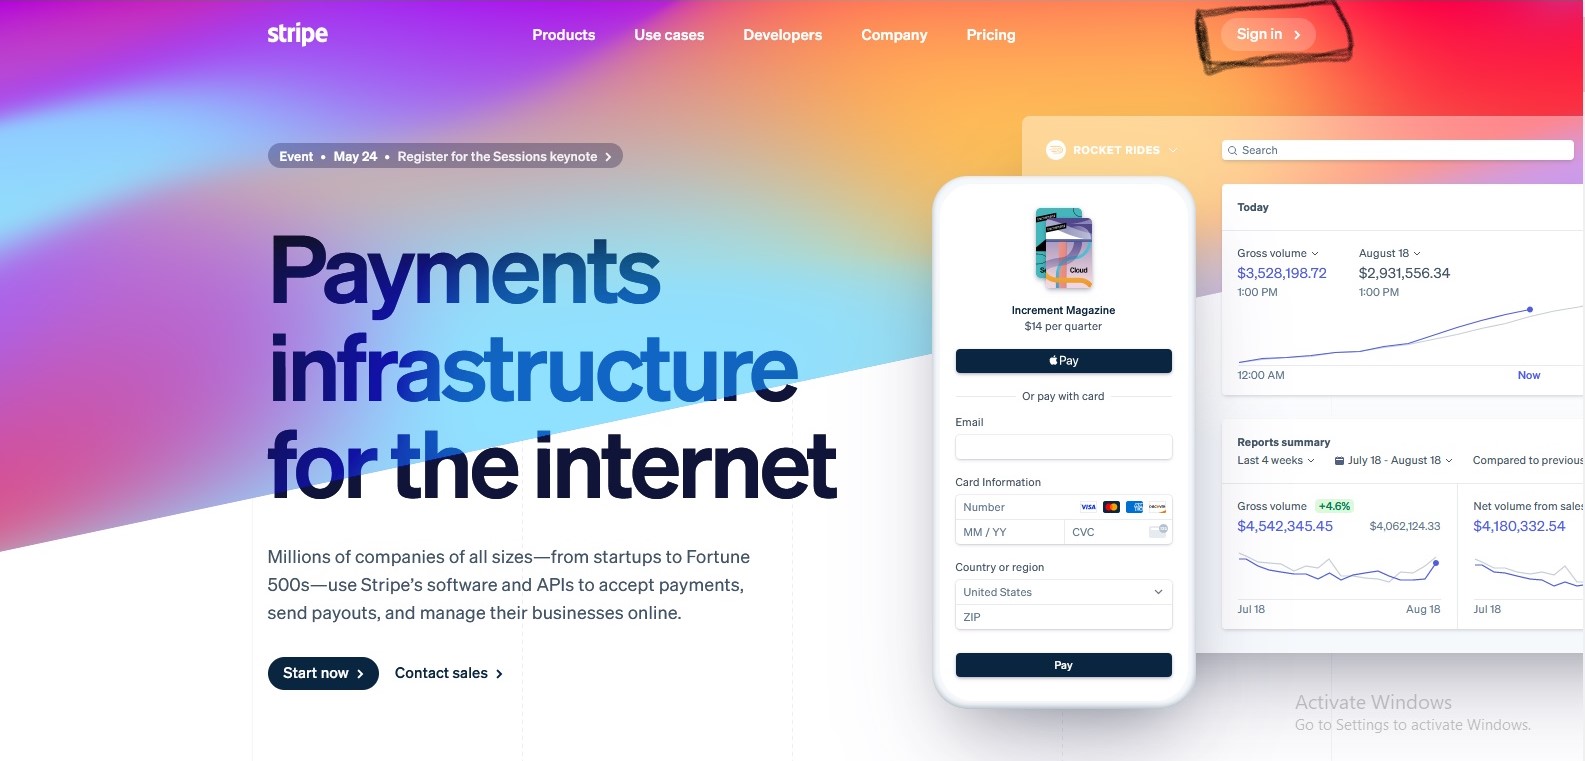 stripe
Products
Use cases
Developers
Company
Pricing
Sign in
Event • May 24 • Register for the Sessions keynote
Payments
infrastructure
for the internet
Millions of companies of all sizes—from startups to Fortune
500s—use Stripe’s software and APIs to accept payments,
send payouts, and manage their businesses online.
Start now
Contact sales
Cloud
Increment Magazine
$14 per quarter
Pay
Or pay with card
Email
Card Information
Number
VISA
MM / YY
CVC
Country or region
United States
ZIP
Pay
ROCKET RIDES
Search
Today
Gross volume
$3,528,198.72
1:00 PM
August 18
$2,931,556.34
1:00 PM
12:00 AM
Now
Reports summary
Last 4 weeks
July 18 - August 18
Compared to previous
Gross volume +4.6%
$4,542,345.45
$4,062,124.33
Jul 18
Aug 18
Net volume from sales
$4,180,332.54
Jul 18
Activate Windows
Go to Settings to activate Windows.